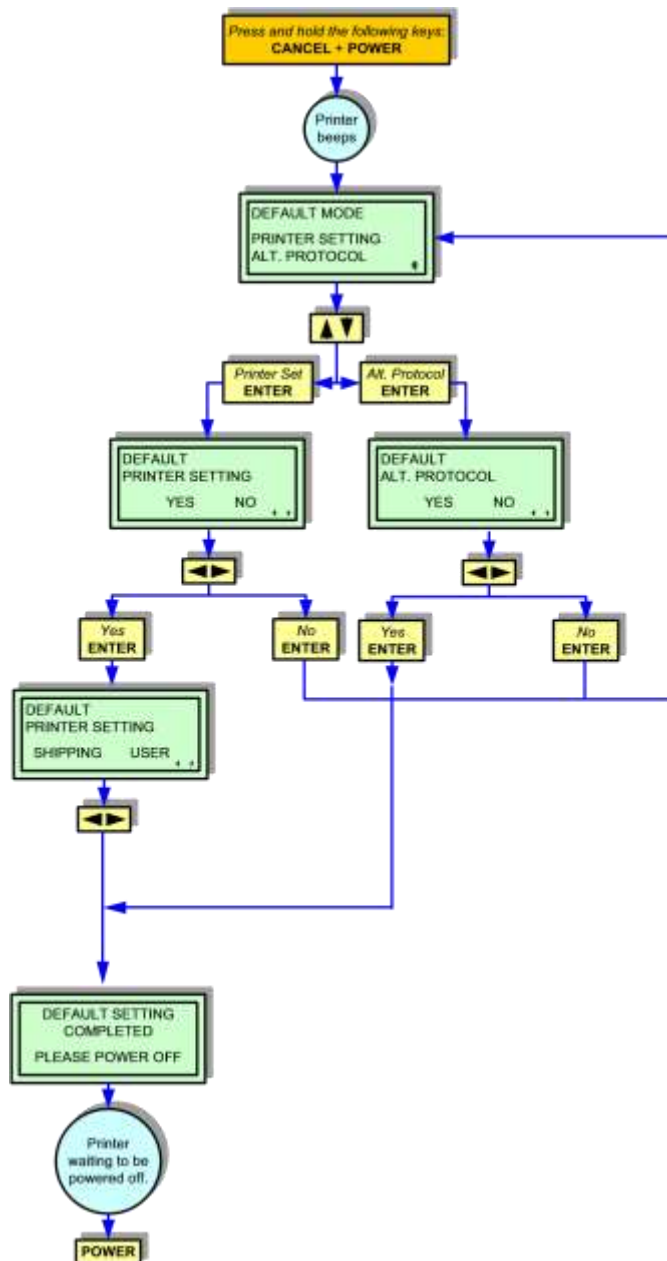 Press and hold the following keys:
CANCEL + POWER
Printer
beeps
DEFAULT MODE
PRINTER SETTING
ALT. PROTOCOL
Printer Set
ENTER
Alt. Protocol
ENTER
DEFAULT
PRINTER SETTING
YES NO
DEFAULT
ALT. PROTOCOL
YES NO
Yes
ENTER
No
ENTER
Yes
ENTER
No
ENTER
DEFAULT
PRINTER SETTING
SHIPPING USER
DEFAULT SETTING
COMPLETED
PLEASE POWER OFF
Printer
waiting to be
powered off.
POWER